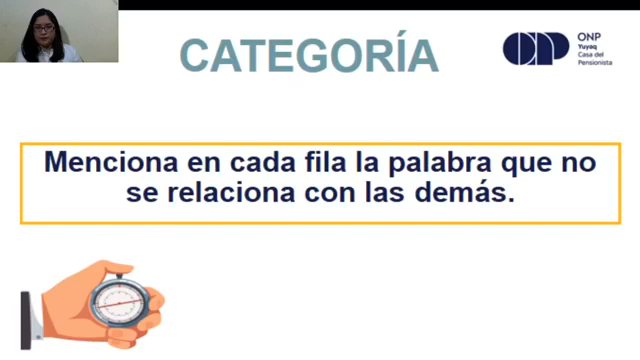 CATEGORÍA
ONP
Yuyaq
Casa del
Pensionista
Menciona en cada fila la palabra que no
se relaciona con las demás.